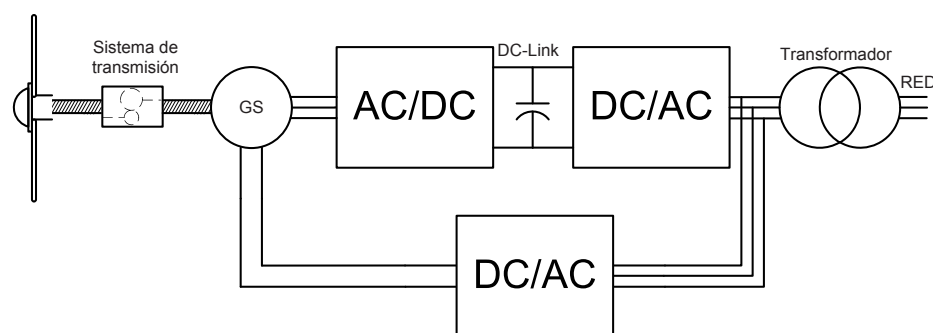 Sistema de
transmisión
GS
AC/DC
DC-Link
DC/AC
Transformador
RED
DC/AC